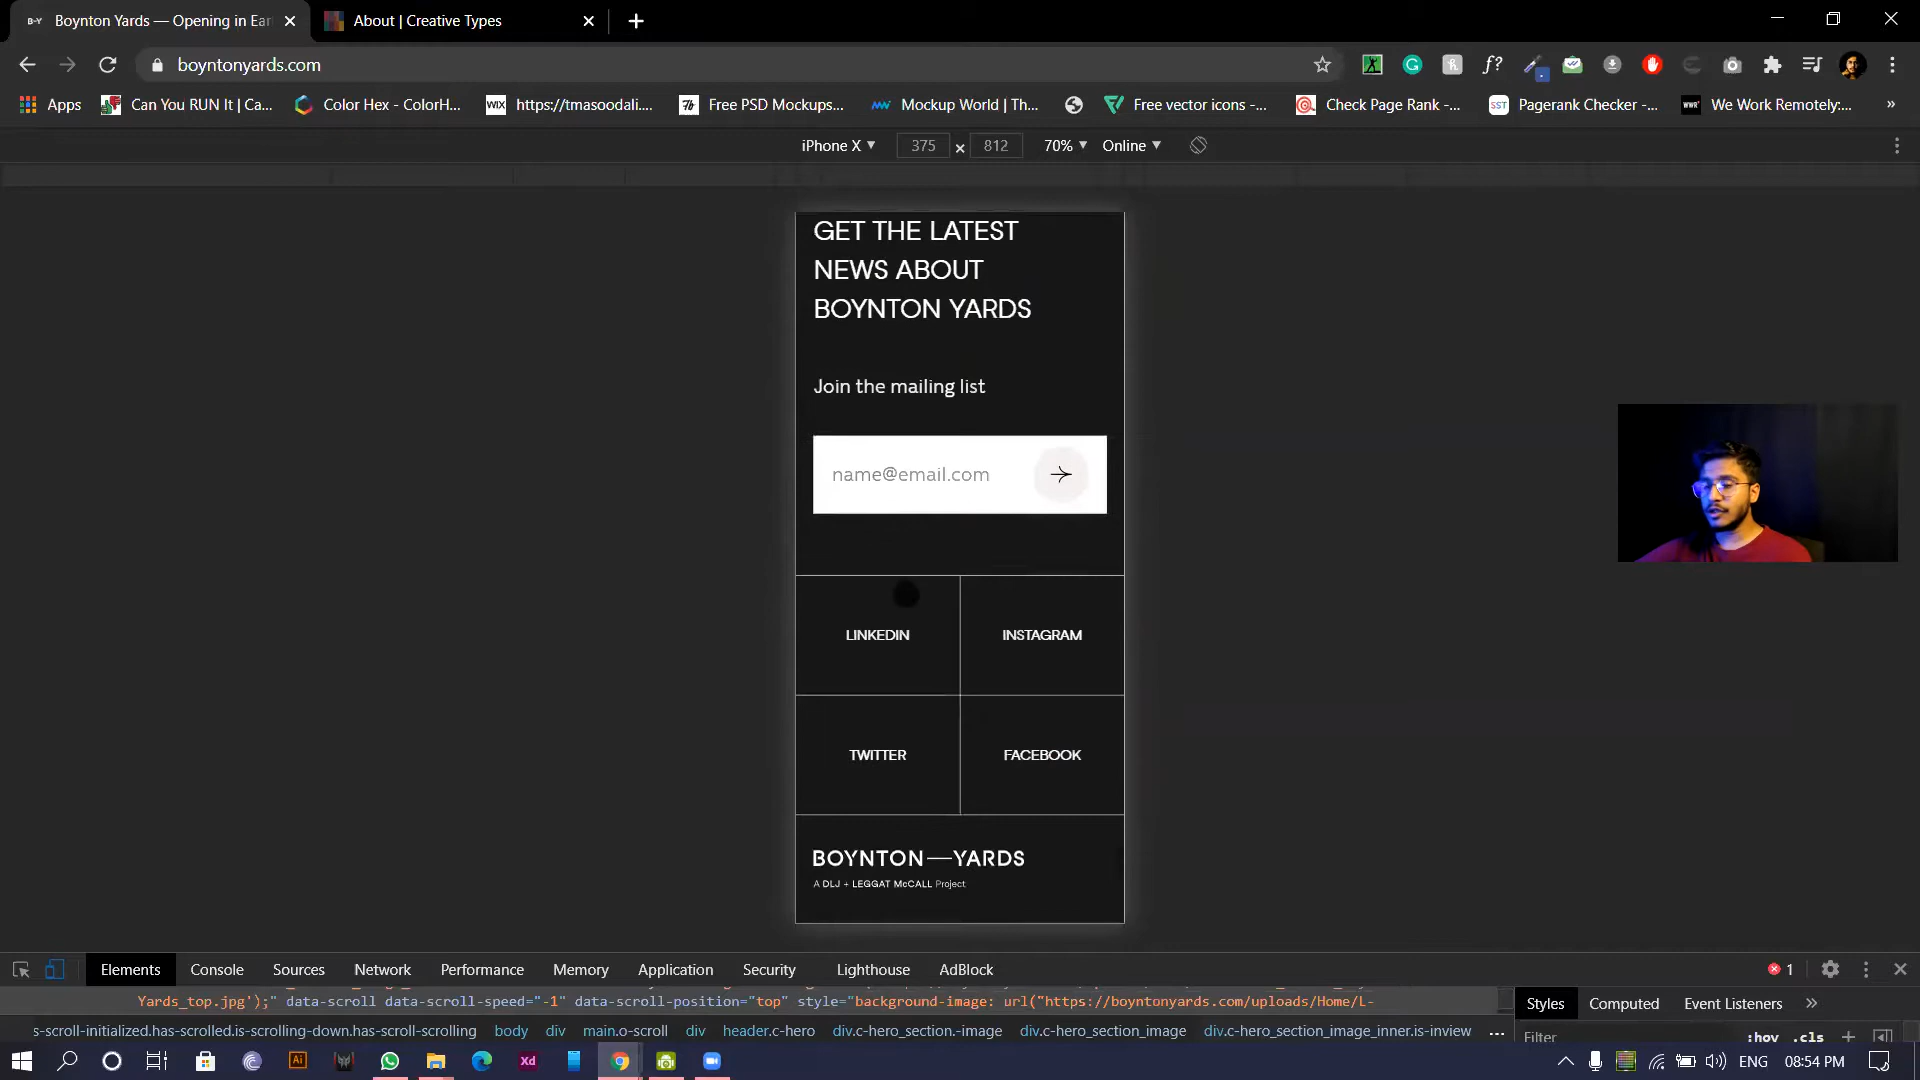 B-Y Boynton Yards — Opening in Ear
About | Creative Types
boyntonyards.com
f?
Apps
Can You RUN It | Ca...
Color Hex - ColorH...
WIX https://tmasoodali....
Free PSD Mockups...
Mockup World | Th...
Free vector icons -...
Check Page Rank -...
SST Pagerank Checker -...
WWR We Work Remotely:...
»
iPhone X 375 × 812 70% Online
GET THE LATEST
NEWS ABOUT
BOYNTON YARDS
Join the mailing list
name@email.com
LINKEDIN INSTAGRAM
TWITTER FACEBOOK
BOYNTON—YARDS
A DLJ + LEGGAT McCALL Project
Elements Console Sources Network Performance Memory Application Security Lighthouse AdBlock 1
Yards_top.jpg');" data-scroll data-scroll-speed="-1" data-scroll-position="top" style="background-image: url("https://boyntonyards.com/uploads/Home/L-
Styles Computed Event Listeners »
s-scroll-initialized.has-scrolled.is-scrolling-down.has-scroll-scrolling body div main.o-scroll div header.c-hero div.c-hero_section.-image div.c-hero_section_image div.c-hero_section_image_inner.is-inview ...
Filter :hov .cls +
Ai Xd ENG 08:54 PM